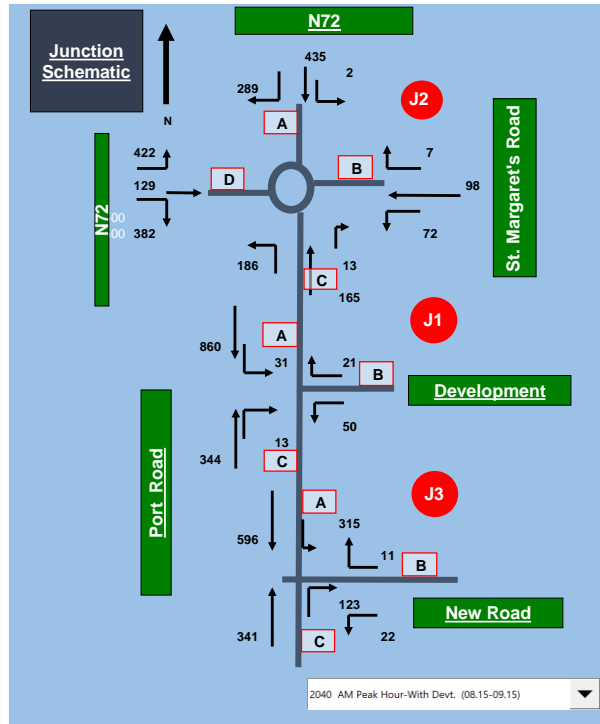 N72
Junction
Schematic
N
435
289
2
J2
A
422
7
D
B
129
98
N72
00
00
382
72
St. Margaret's Road
186
13
C
165
J1
860
A
31
21
B
Development
50
13
344
C
Port Road
J3
A
315
596
11
B
123
New Road
341
22
C
2040 AM Peak Hour-With Devt. (08.15-09.15)